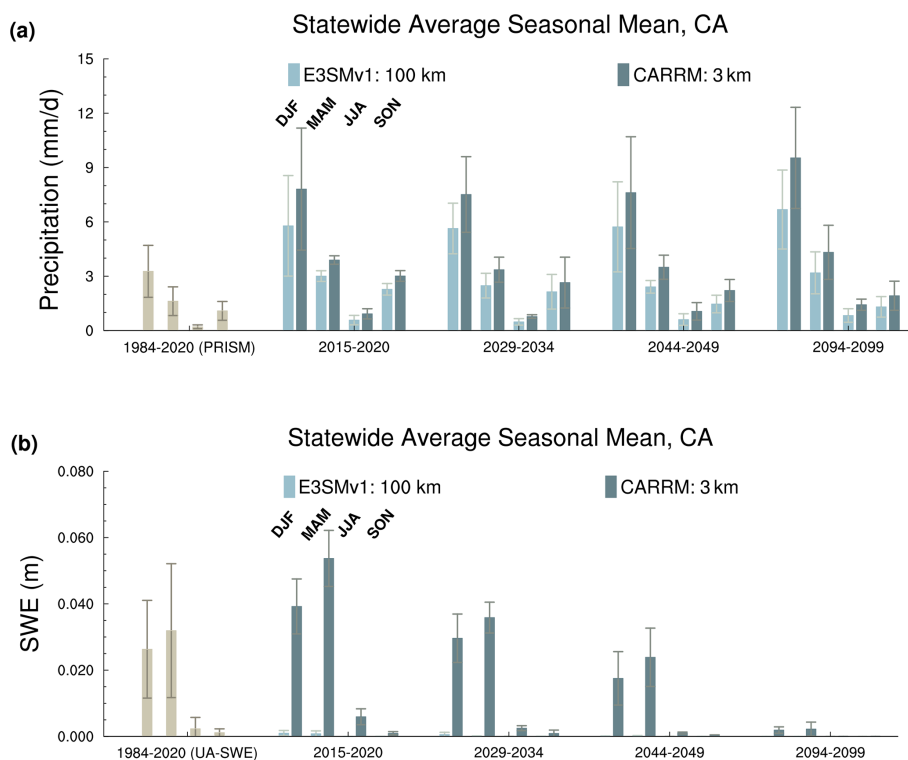 (a)
Statewide Average Seasonal Mean, CA
Precipitation (mm/d)
15
12
9
6
3
0
E3SMv1: 100 km
CARRM: 3 km
DJF
MAM
JJA
SON
1984-2020 (PRISM)
2015-2020
2029-2034
2044-2049
2094-2099
(b)
Statewide Average Seasonal Mean, CA
SWE (m)
0.080
0.060
0.040
0.020
0.000
E3SMv1: 100 km
CARRM: 3 km
DJF
MAM
JJA
SON
1984-2020 (UA-SWE)
2015-2020
2029-2034
2044-2049
2094-2099